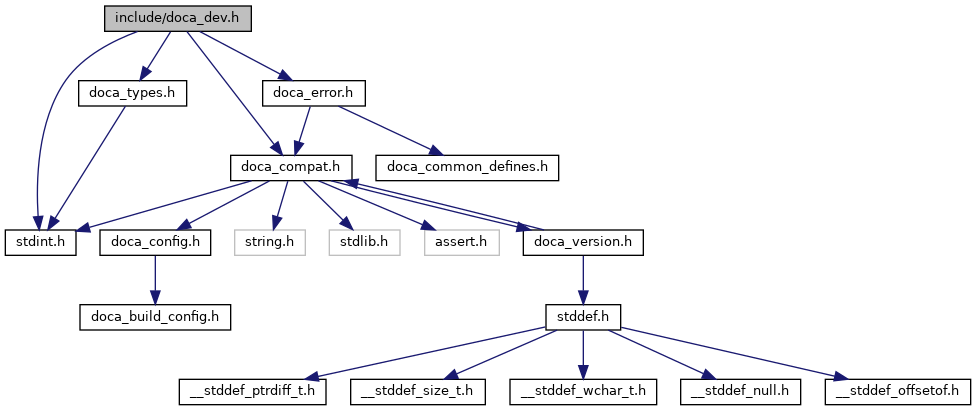 include/doca_dev.h
doca_types.h
doca_error.h
doca_compat.h
doca_common_defines.h
stdint.h
doca_config.h
string.h
stdlib.h
assert.h
doca_version.h
doca_build_config.h
stddef.h
__stddef_ptrdiff_t.h
__stddef_size_t.h
__stddef_wchar_t.h
__stddef_null.h
__stddef_offsetof.h